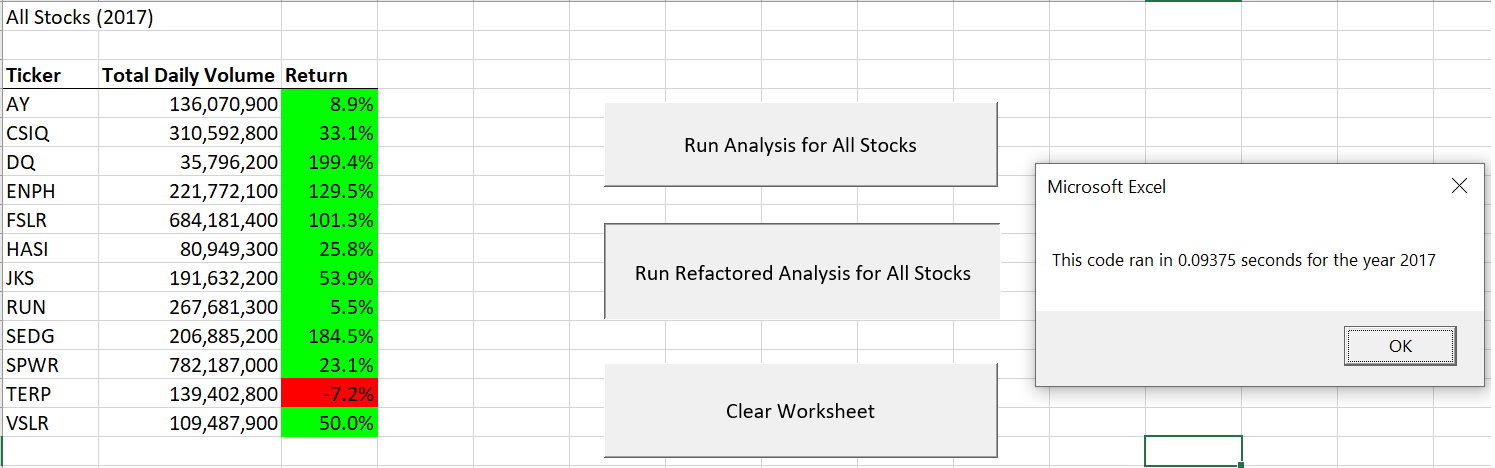 All Stocks (2017)
Ticker Total Daily Volume Return
AY 136,070,900 8.9%
CSIQ 310,592,800 33.1%
DQ 35,796,200 199.4%
ENPH 221,772,100 129.5%
FSLR 684,181,400 101.3%
HASI 80,949,300 25.8%
JKS 191,632,200 53.9%
RUN 267,681,300 5.5%
SEDG 206,885,200 184.5%
SPWR 782,187,000 23.1%
TERP 139,402,800 -7.2%
VSLR 109,487,900 50.0%
Run Analysis for All Stocks
Run Refactored Analysis for All Stocks
Clear Worksheet
Microsoft Excel
This code ran in 0.09375 seconds for the year 2017
OK